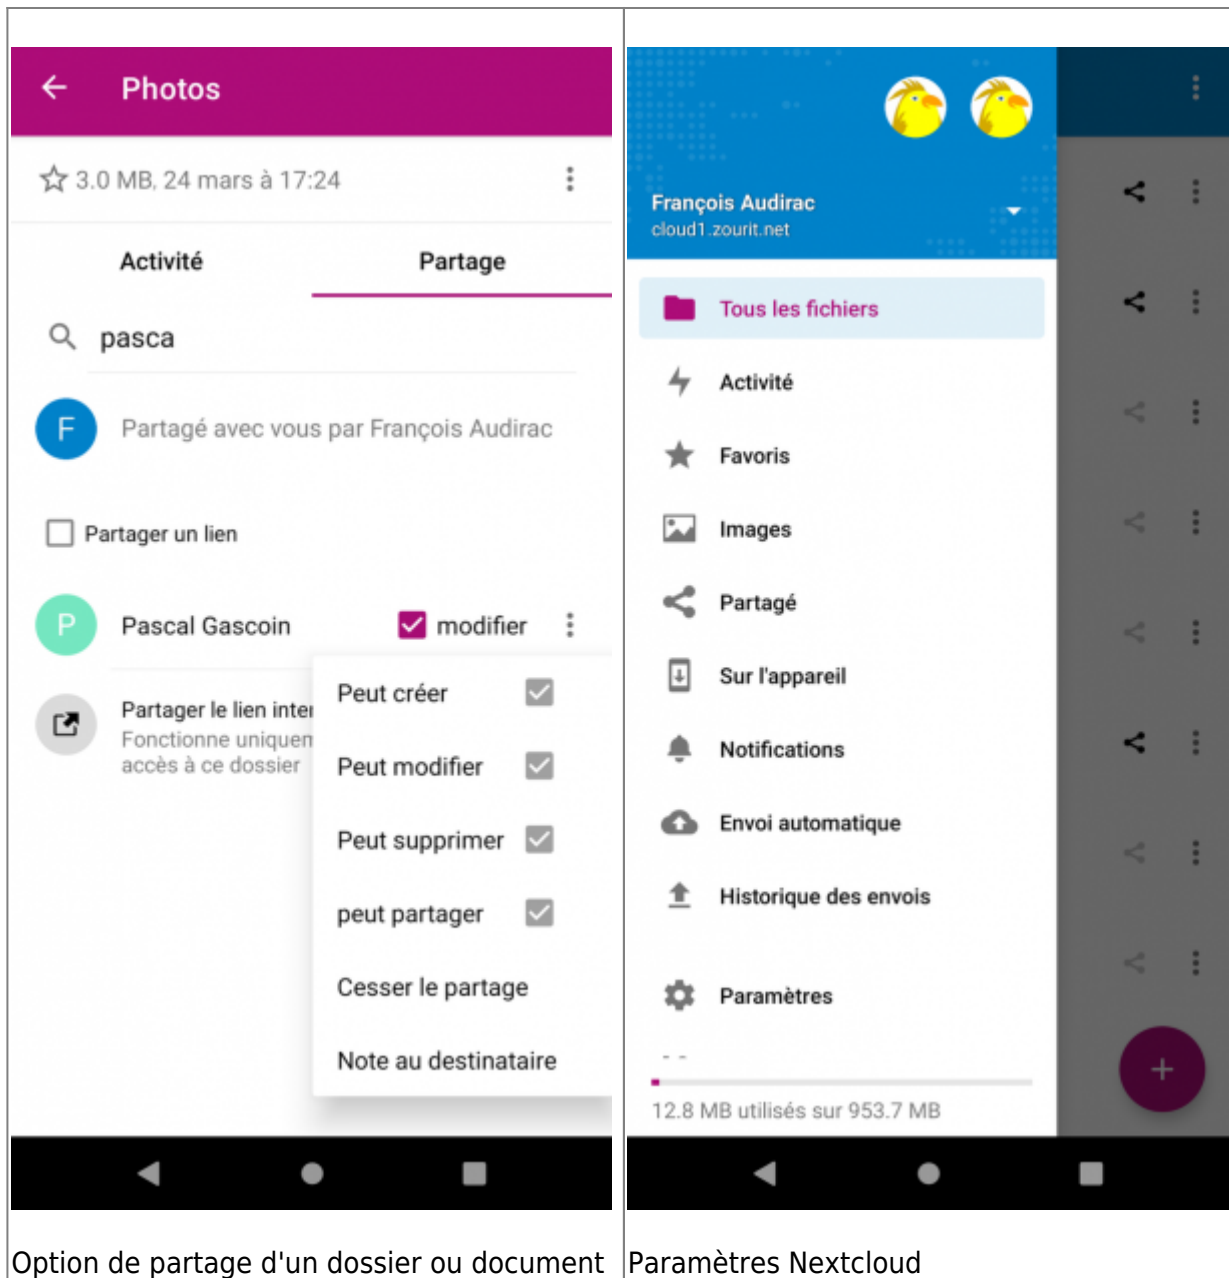 Photos
3.0 MB, 24 mars à 17:24
Activité Partage
pasca
F
Partagé avec vous par François Audirac
Partager un lien
P
Pascal Gascoin modifier
Partager le lien inter
Fonctionne uniquem
accès à ce dossier
Peut créer
Peut modifier
Peut supprimer
peut partager
Cesser le partage
Note au destinataire
Option de partage d'un dossier ou document
François Audirac
cloud1.zourit.net
Tous les fichiers
Activité
Favoris
Images
Partagé
Sur l'appareil
Notifications
Envoi automatique
Historique des envois
Paramètres
12.8 MB utilisés sur 953.7 MB
Paramètres Nextcloud